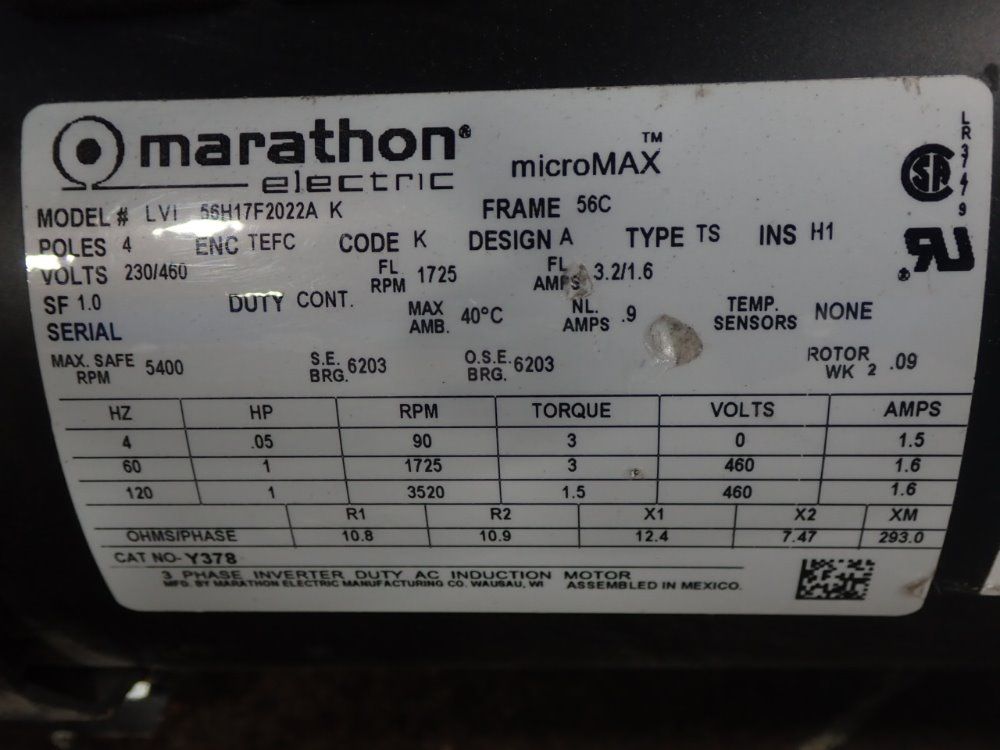 marathon®
electric
microMAX™
LR37479
MODEL # LVI 56H17F2022A K FRAME 56C
POLES 4 ENC TEFC CODE K DESIGN A TYPE TS INS H1
VOLTS 230/460 FL RPM 1725 FL AMPS 3.2/1.6
SF 1.0 DUTY CONT. MAX AMB. 40°C NL. AMPS .9 TEMP. SENSORS NONE
SERIAL
MAX. SAFE RPM 5400 S.E. BRG. 6203 O.S.E. BRG. 6203 ROTOR WK 2 .09
HZ HP RPM TORQUE VOLTS AMPS
4 .05 90 3 0 1.5
60 1 1725 3 460 1.6
120 1 3520 1.5 460 1.6
R1 R2 X1 X2 XM
OHMS/PHASE 10.8 10.9 12.4 7.47 293.0
CAT NO- Y378
3 PHASE INVERTER DUTY AC INDUCTION MOTOR
MFG. BY MARATHON ELECTRIC MANUFACTURING CO. WAUSAU, WI ASSEMBLED IN MEXICO.